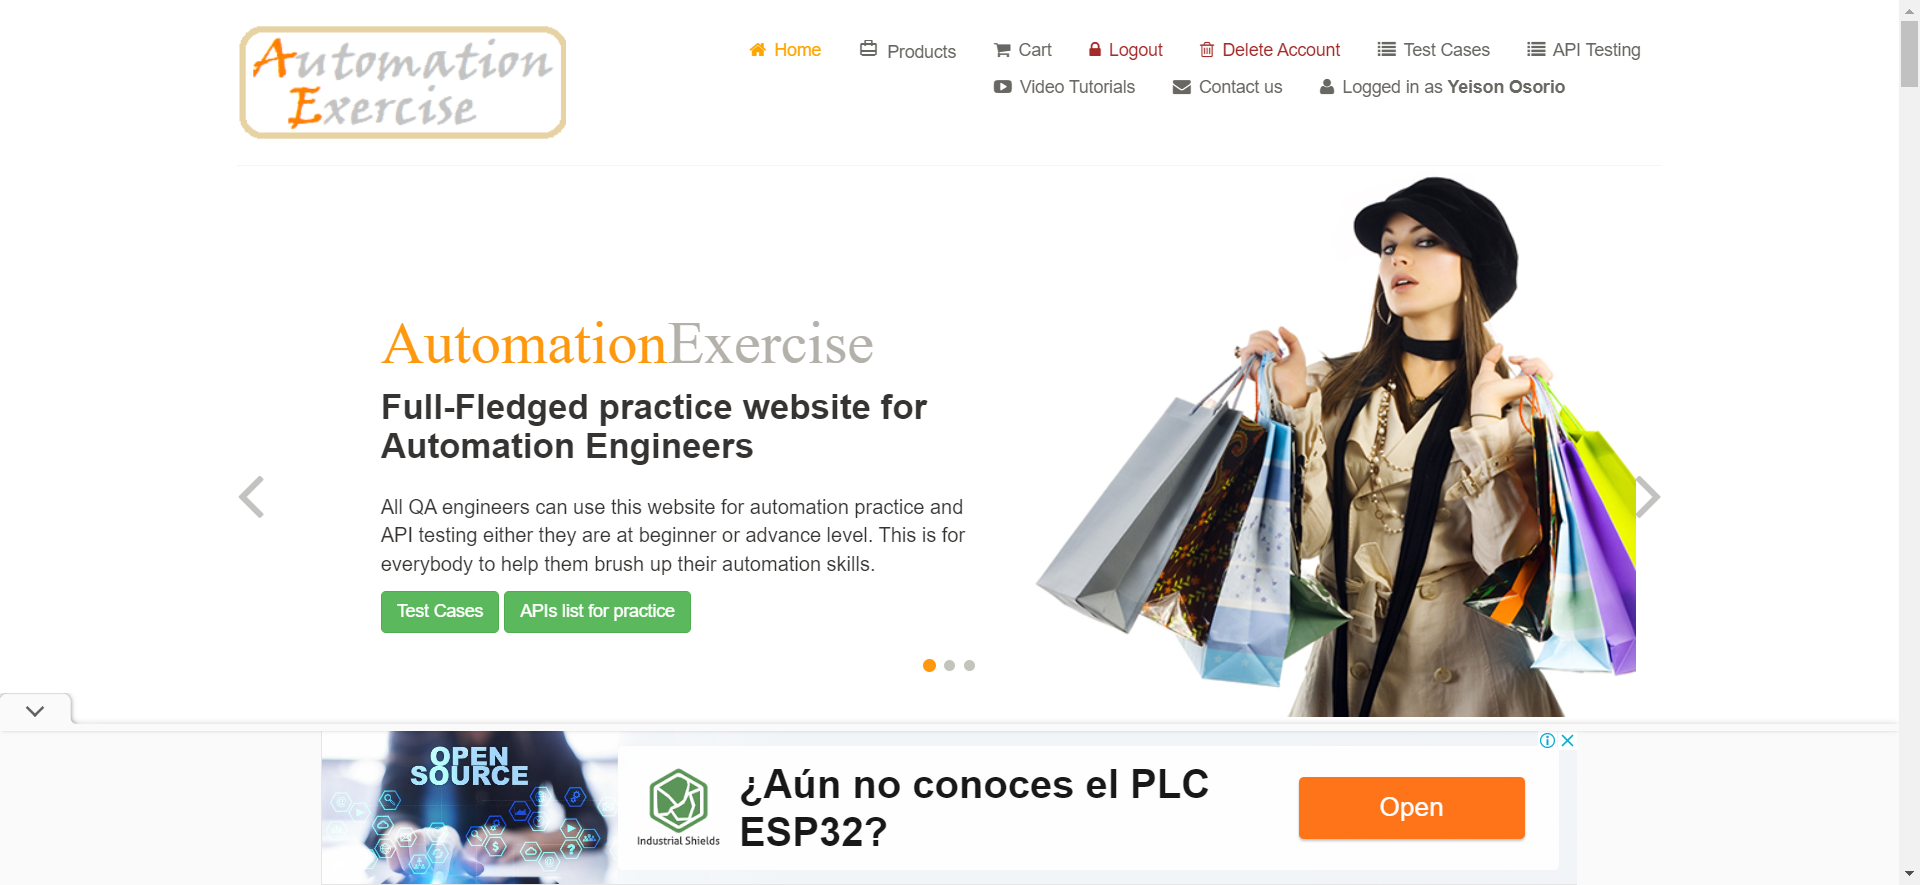 Automation
Exercise
Home
Products
Cart
Logout
Delete Account
Test Cases
API Testing
Video Tutorials
Contact us
Logged in as Yeison Osorio
AutomationExercise
Full-Fledged practice website for
Automation Engineers
All QA engineers can use this website for automation practice and
API testing either they are at beginner or advance level. This is for
everybody to help them brush up their automation skills.
Test Cases
APIs list for practice
OPEN
SOURCE
Industrial Shields
¿Aún no conoces el PLC
ESP32?
Open